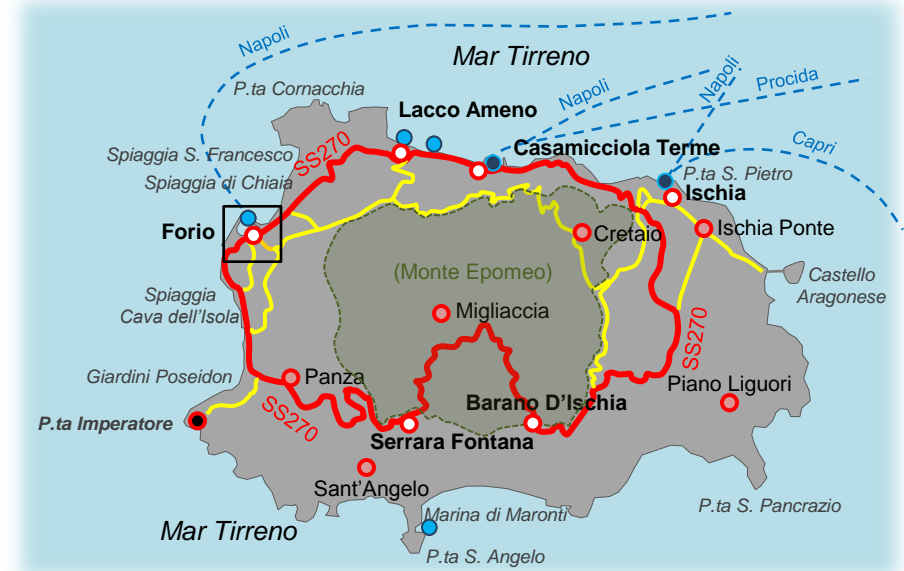 Napoli
Mar Tirreno
P.ta Cornacchia
Napoli
Napoli
Procida
Lacco Ameno
Casamicciola Terme
Capri
Spiaggia S. Francesco
SS270
Spiaggia di Chiaia
P.ta S. Pietro
Ischia
Forio
Cretaio
Ischia Ponte
(Monte Epomeo)
Castello
Aragonese
Spiaggia
Cava dell'Isola
Migliaccia
SS270
Giardini Poseidon
Panza
Piano Liguori
SS270
Barano D'Ischia
P.ta Imperatore
Serrara Fontana
Sant'Angelo
P.ta S. Pancrazio
Marina di Maronti
Mar Tirreno
P.ta S. Angelo